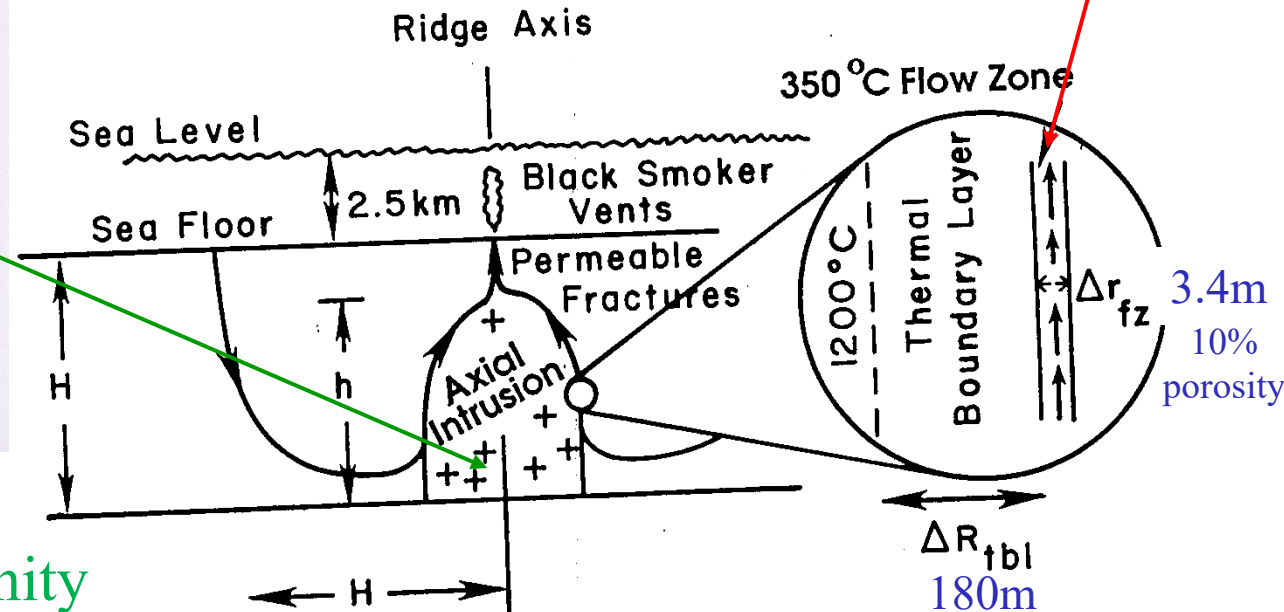 Ridge Axis
350 °C Flow Zone
Sea Level
2.5km
Black Smoker
Vents
Sea Floor
Permeable
Fractures
H
h
Axial
Intrusion
1200°C
Thermal
Boundary Layer
Δr fz
3.4m
10%
porosity
ΔR tbl
180m
nity
H